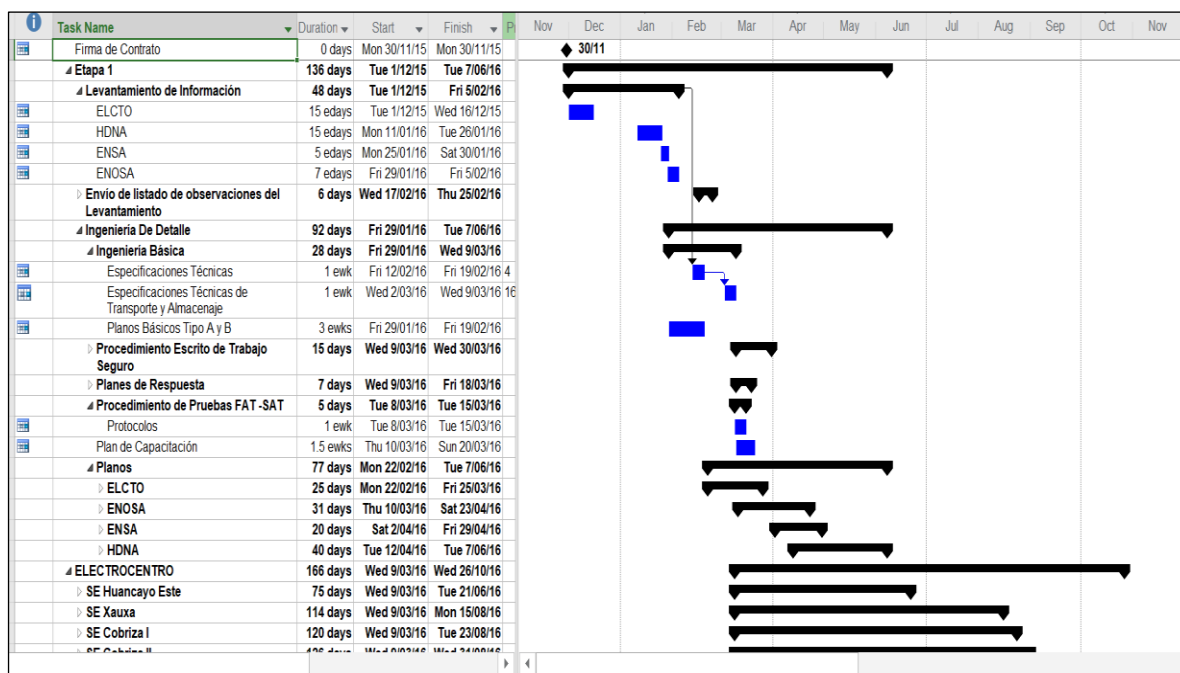 Task Name Duration Start Finish Nov Dec Jan Feb Mar Apr May Jun Jul Aug Sep Oct Nov
Firma de Contrato 0 days Mon 30/11/15 Mon 30/11/15 30/11
Etapa 1 136 days Tue 1/12/15 Tue 7/06/16
Levantamiento de Información 48 days Tue 1/12/15 Fri 5/02/16
ELCTO 15 edays Tue 1/12/15 Wed 16/12/15
HDNA 15 edays Mon 11/01/16 Tue 26/01/16
ENSA 5 edays Mon 25/01/16 Sat 30/01/16
ENOSA 7 edays Fri 29/01/16 Fri 5/02/16
Envio de listado de observaciones del 6 days Wed 17/02/16 Thu 25/02/16
Levantamiento
Ingeniería De Detalle 92 days Fri 29/01/16 Tue 7/06/16
Ingeniería Básica 28 days Fri 29/01/16 Wed 9/03/16
Especificaciones Técnicas 1 ewk Fri 12/02/16 Fri 19/02/16 4
Especificaciones Técnicas de 1 ewk Wed 2/03/16 Wed 9/03/16 16
Transporte y Almacenaje
Planos Básicos Tipo A y B 3 ewks Fri 29/01/16 Fri 19/02/16
Procedimiento Escrito de Trabajo 15 days Wed 9/03/16 Wed 30/03/16
Seguro
Planes de Respuesta 7 days Wed 9/03/16 Fri 18/03/16
Procedimiento de Pruebas FAT -SAT 5 days Tue 8/03/16 Tue 15/03/16
Protocolos 1 ewk Tue 8/03/16 Tue 15/03/16
Plan de Capacitación 1.5 ewks Thu 10/03/16 Sun 20/03/16
Planos 77 days Mon 22/02/16 Tue 7/06/16
ELCTO 25 days Mon 22/02/16 Fri 25/03/16
ENOSA 31 days Thu 10/03/16 Sat 23/04/16
ENSA 20 days Sat 2/04/16 Fri 29/04/16
HDNA 40 days Tue 12/04/16 Tue 7/06/16
ELECTROCENTRO 166 days Wed 9/03/16 Wed 26/10/16
SE Huancayo Este 75 days Wed 9/03/16 Tue 21/06/16
SE Xauxa 114 days Wed 9/03/16 Mon 15/08/16
SE Cobriza I 120 days Wed 9/03/16 Tue 23/08/16